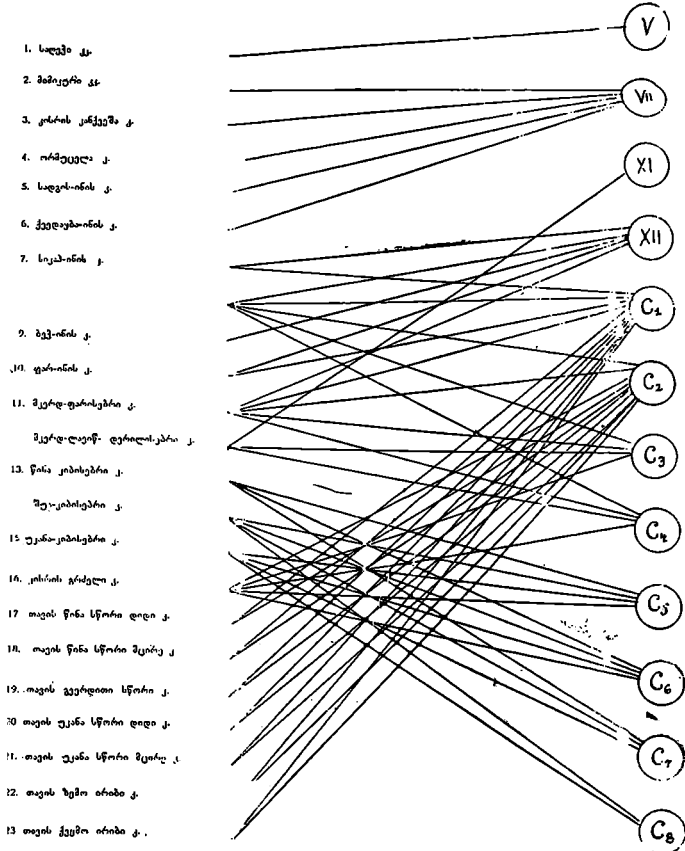 1. საღეჭი კკ.
2. მიმიკური კკ.
3. კისრის კანქვეშა კ.
4. ორმუცელა კ.
5. სადგის-ინის კ.
6. ქვედაყბა-ინის კ.
7. ნიკაპ-ინის კ.
9. ბეჭ-ინის კ.
10. ფარ-ინის კ.
11. მკერდ-ფარისებრი კ.
მკერდ-ლავიწ- დვრილისებრი კ.
13. წინა კიბისებრი კ.
შუა-კიბისებრი კ.
15 უკანა-კიბისებრი კ.
16. კისრის გრძელი კ.
17 თავის წინა სწორი დიდი კ.
18. თავის წინა სწორი მცირე კ
19. თავის გვერდითი სწორი კ.
20 თავის უკანა სწორი დიდი კ.
21. თავის უკანა სწორი მცირე კ
22. თავის ზემო ირიბი კ.
23 თავის ქვემო ირიბი კ.
V
VII
XI
XII
C1
C2
C3
C4
C5
C6
C7
C8